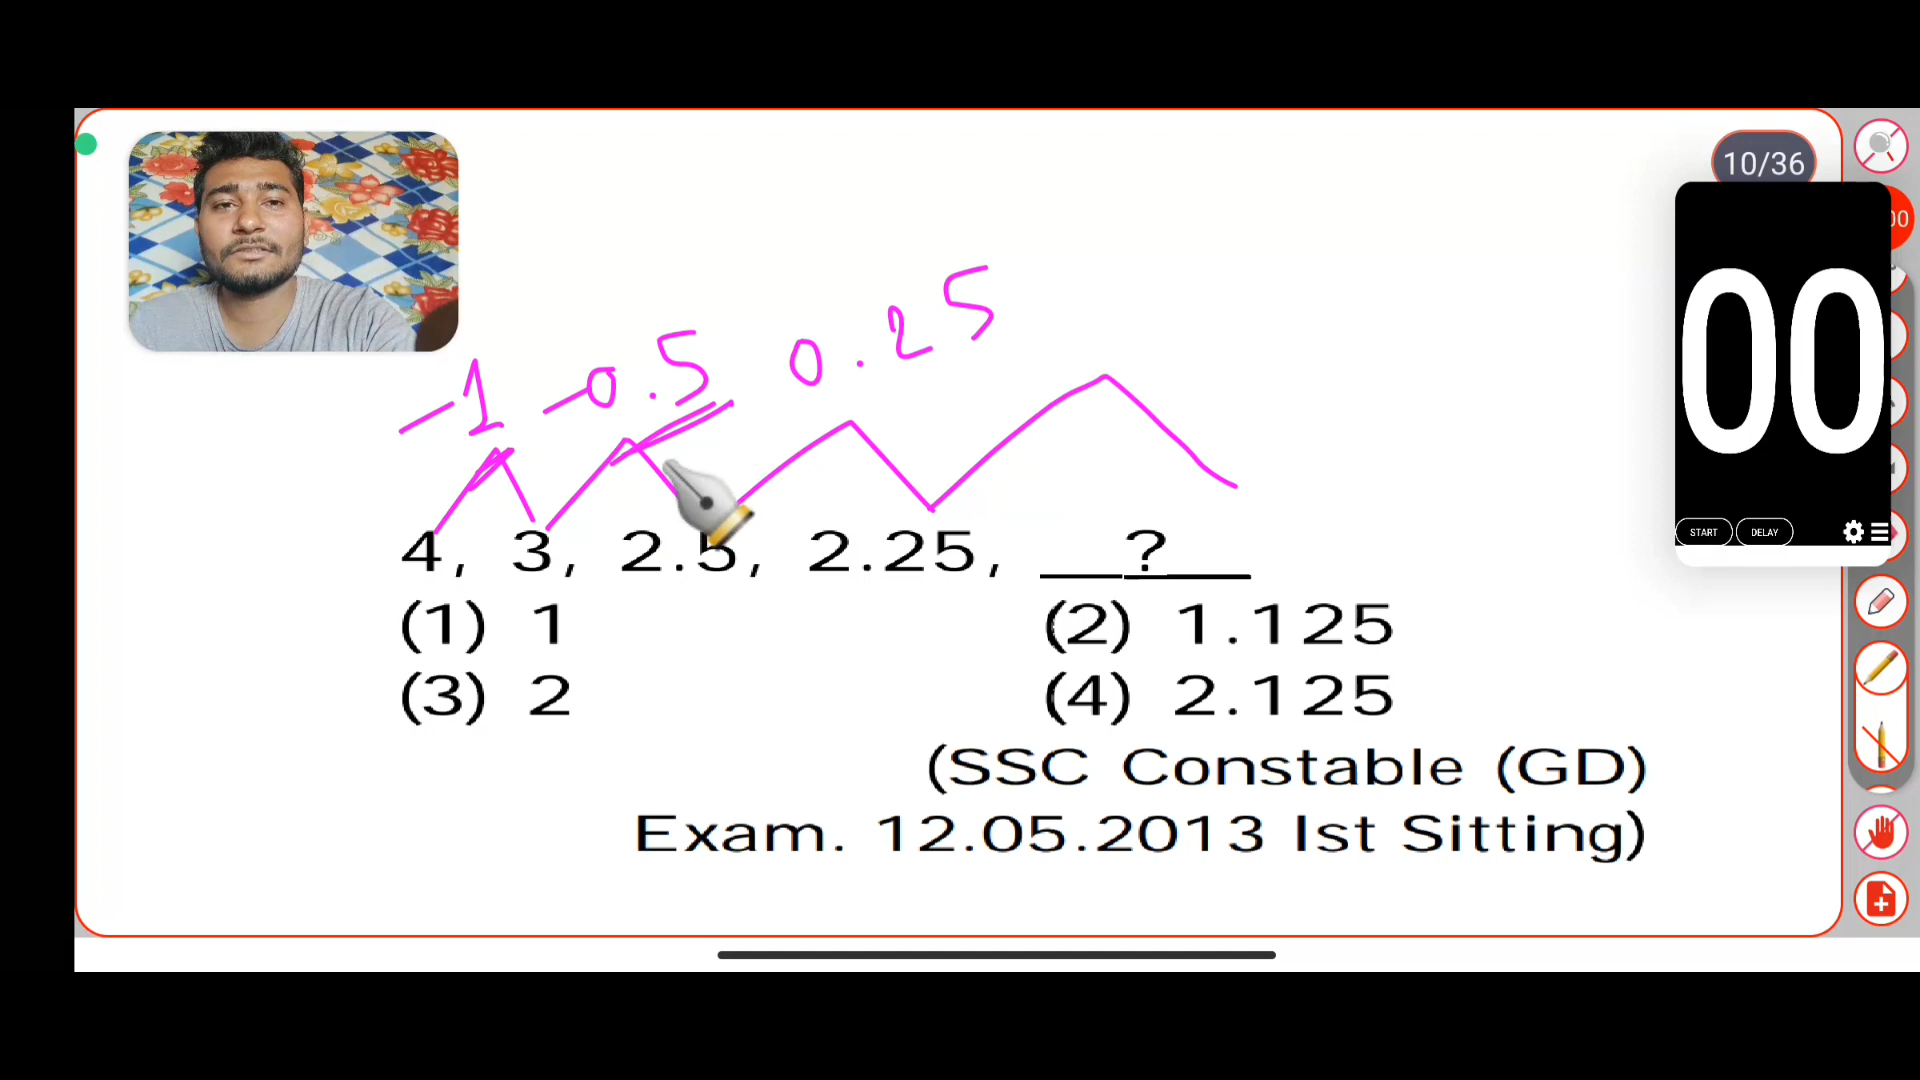 10/36
00
00
START DELAY
-1 -0.5 0.25
4, 3, 2.5, 2.25, ?
(1) 1 (2) 1.125
(3) 2 (4) 2.125
(SSC Constable (GD)
Exam. 12.05.2013 Ist Sitting)